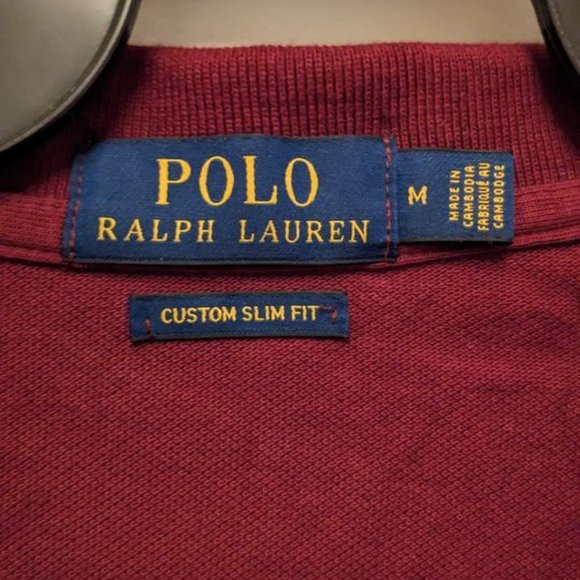 POLO
RALPH LAUREN
M
MADE IN
CAMBODIA
FABRIQUÉ AU
CAMBODGE
CUSTOM SLIM FIT